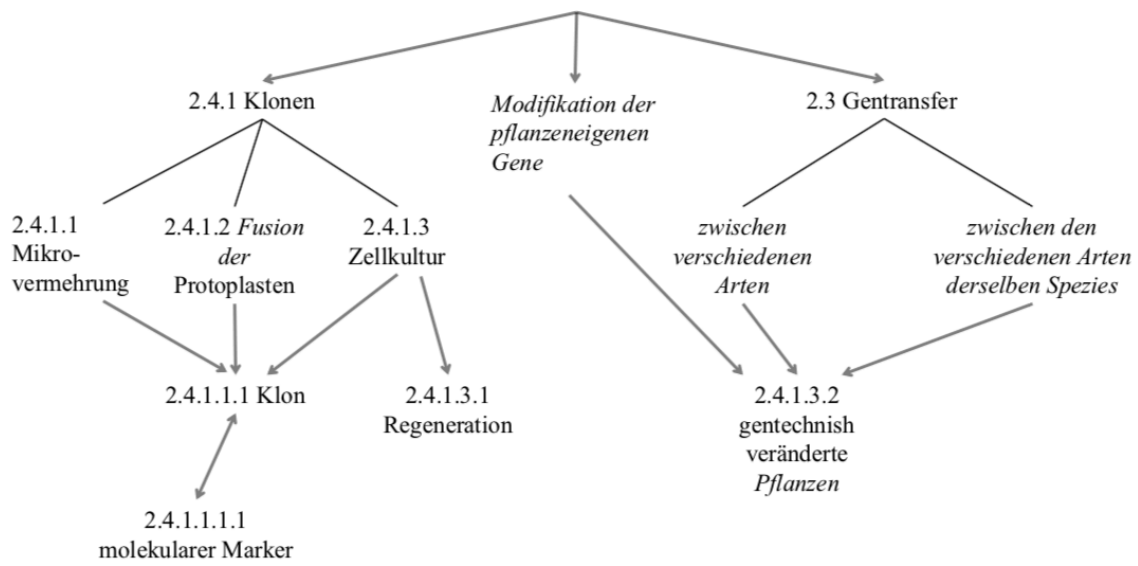 2.4.1 Klonen
Modifikation der
pflanzeneigenen
Gene
2.3 Gentransfer
2.4.1.1
Mikro-
vermehrung
2.4.1.2 Fusion
der
Protoplasten
2.4.1.3
Zellkultur
zwischen
verschiedenen
Arten
zwischen den
verschiedenen Arten
derselben Spezies
2.4.1.1.1 Klon
2.4.1.3.1
Regeneration
2.4.1.3.2
gentechnish
veränderte
Pflanzen
2.4.1.1.1.1
molekularer Marker